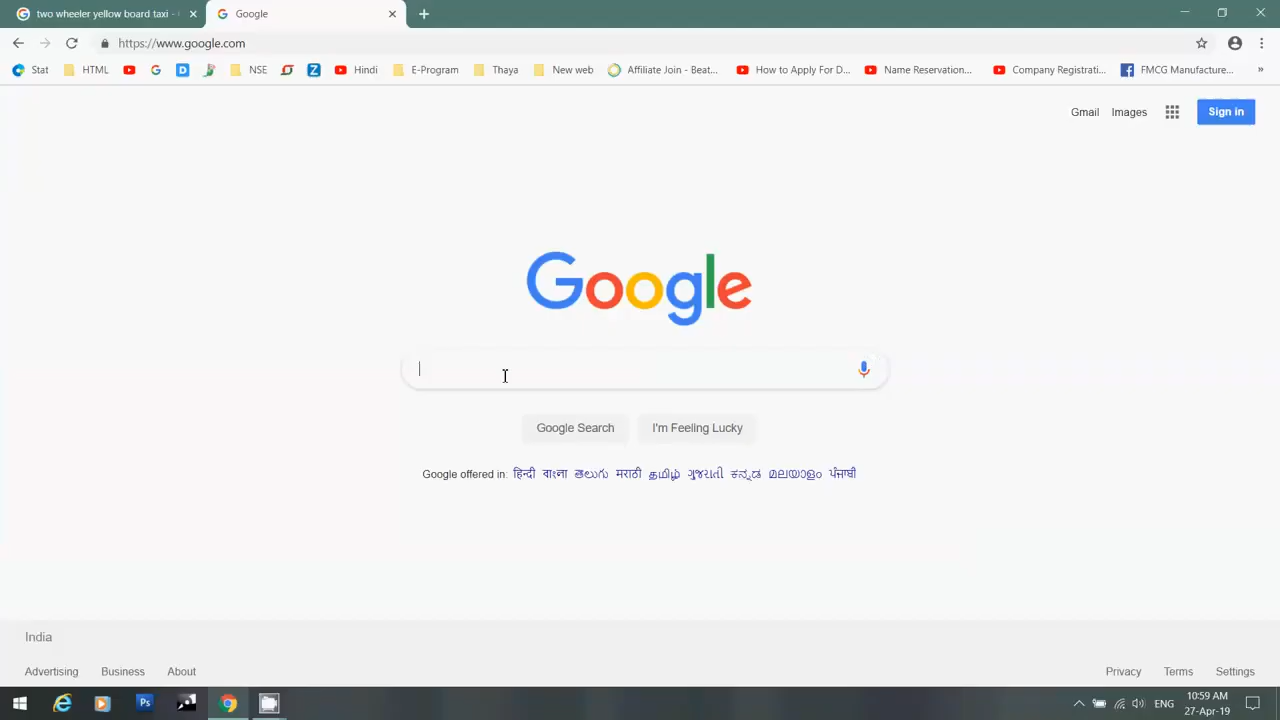 two wheeler yellow board taxi -
Google
https://www.google.com
Stat HTML NSE Hindi E-Program Thaya New web Affiliate Join - Beat... How to Apply For D... Name Reservation... Company Registrati... FMCG Manufacture... »
Gmail Images Sign in
Google
Google Search I'm Feeling Lucky
Google offered in: हिन्दी বাংলা తెలుగు मराठी தமிழ் ગુજરાતી ಕನ್ನಡ മലയാളം ਪੰਜਾਬੀ
India
Advertising Business About Privacy Terms Settings
Ps ENG 10:59 AM
27-Apr-19